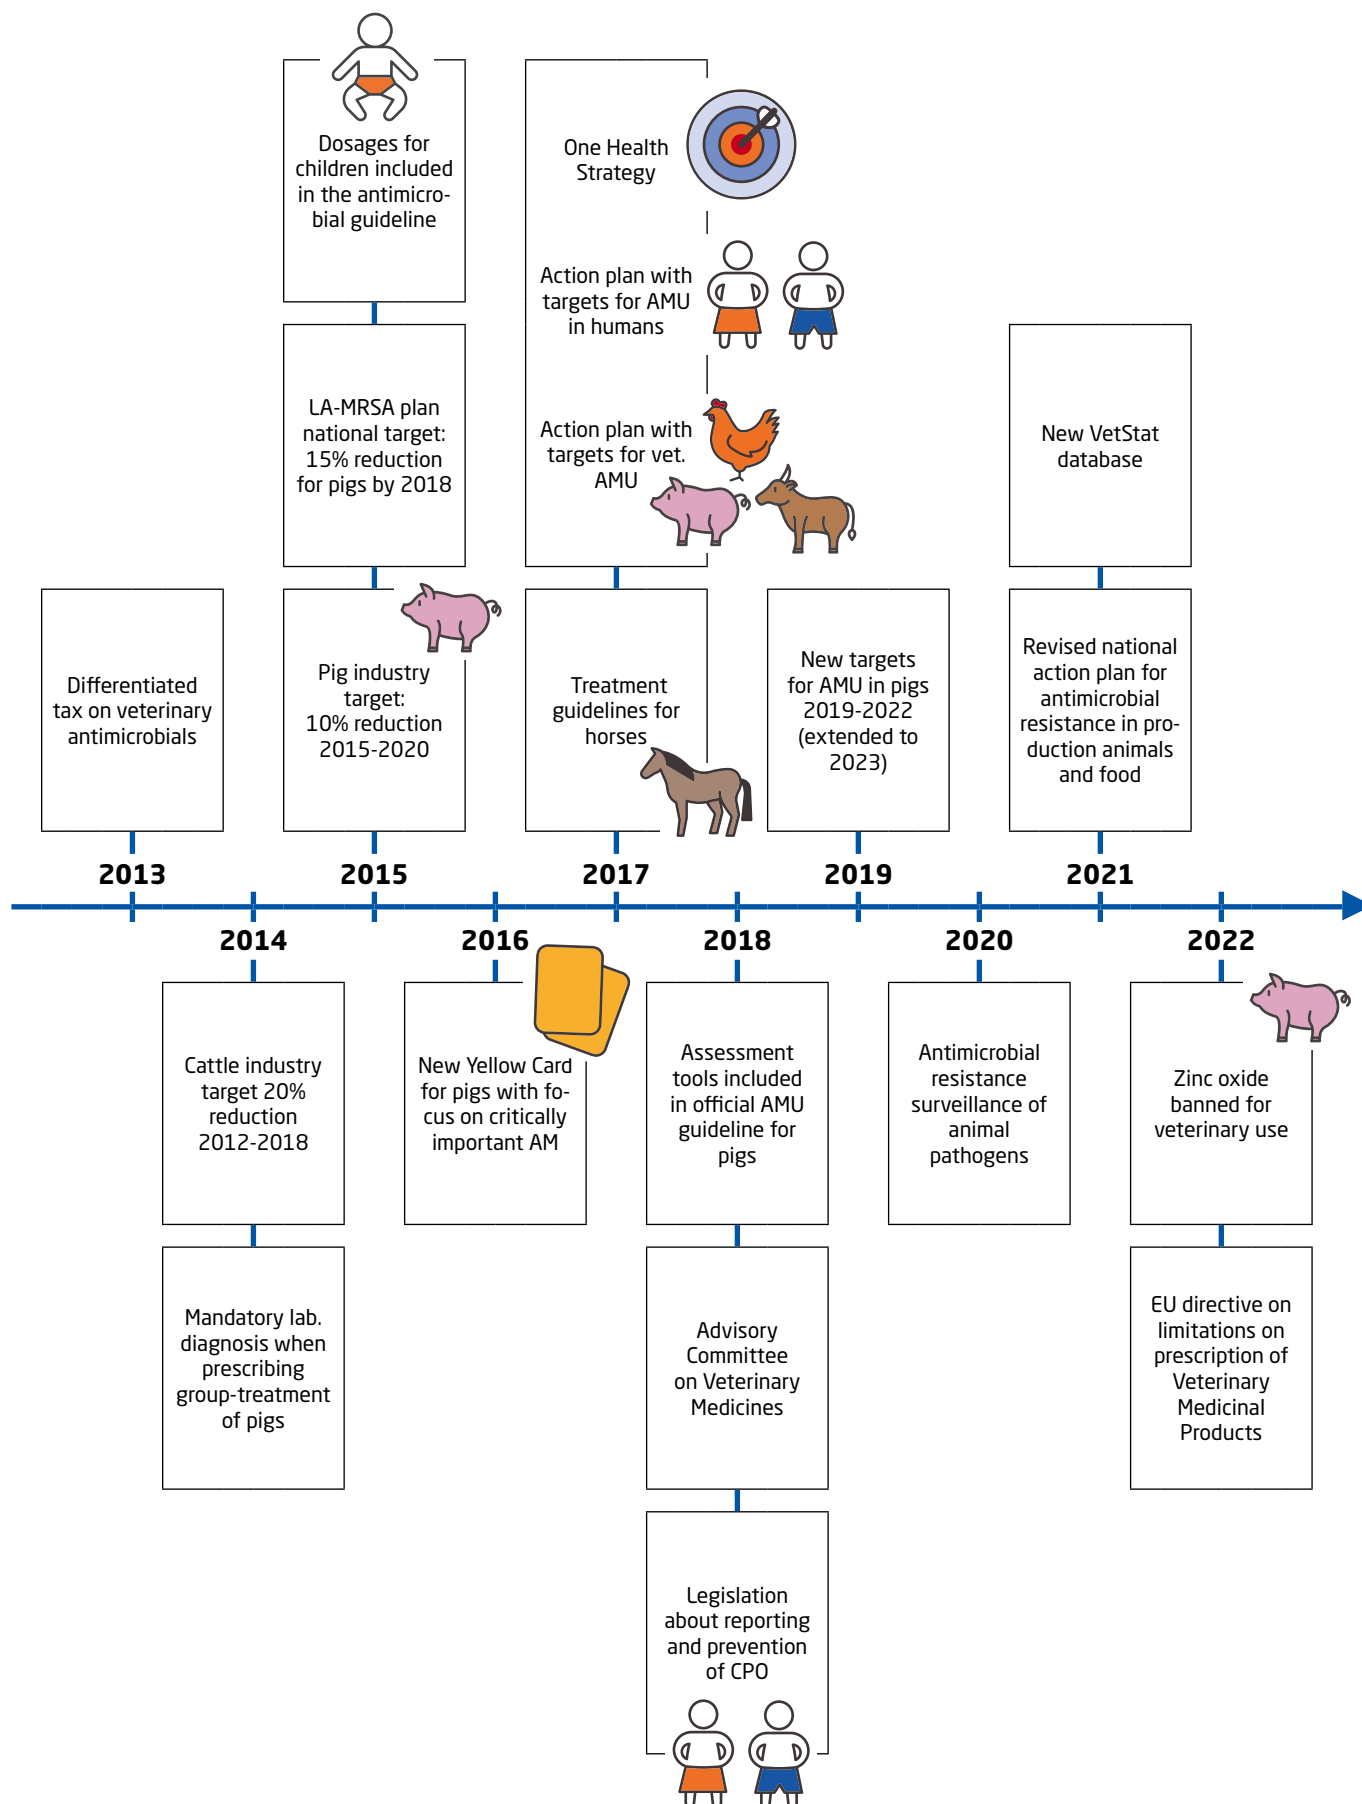 Dosages for
children included
in the antimicro-
bial guideline
LA-MRSA plan
national target:
15% reduction
for pigs by 2018
Pig industry
target:
10% reduction
2015-2020
One Health
Strategy
Action plan with
targets for AMU
in humans
Action plan with
targets for vet.
AMU
Treatment
guidelines for
horses
Differentiated
tax on veterinary
antimicrobials
New targets
for AMU in pigs
2019-2022
(extended to
2023)
New VetStat
database
Revised national
action plan for
antimicrobial
resistance in pro-
duction animals
and food
2013
2015
2017
2019
2021
2014
2016
2018
2020
2022
Cattle industry
target 20%
reduction
2012-2018
Mandatory lab.
diagnosis when
prescribing
group-treatment
of pigs
New Yellow Card
for pigs with fo-
cus on critically
important AM
Assessment
tools included
in official AMU
guideline for
pigs
Advisory
Committee
on Veterinary
Medicines
Legislation
about reporting
and prevention
of CPO
Antimicrobial
resistance
surveillance of
animal
pathogens
Zinc oxide
banned for
veterinary use
EU directive on
limitations on
prescription of
Veterinary
Medicinal
Products